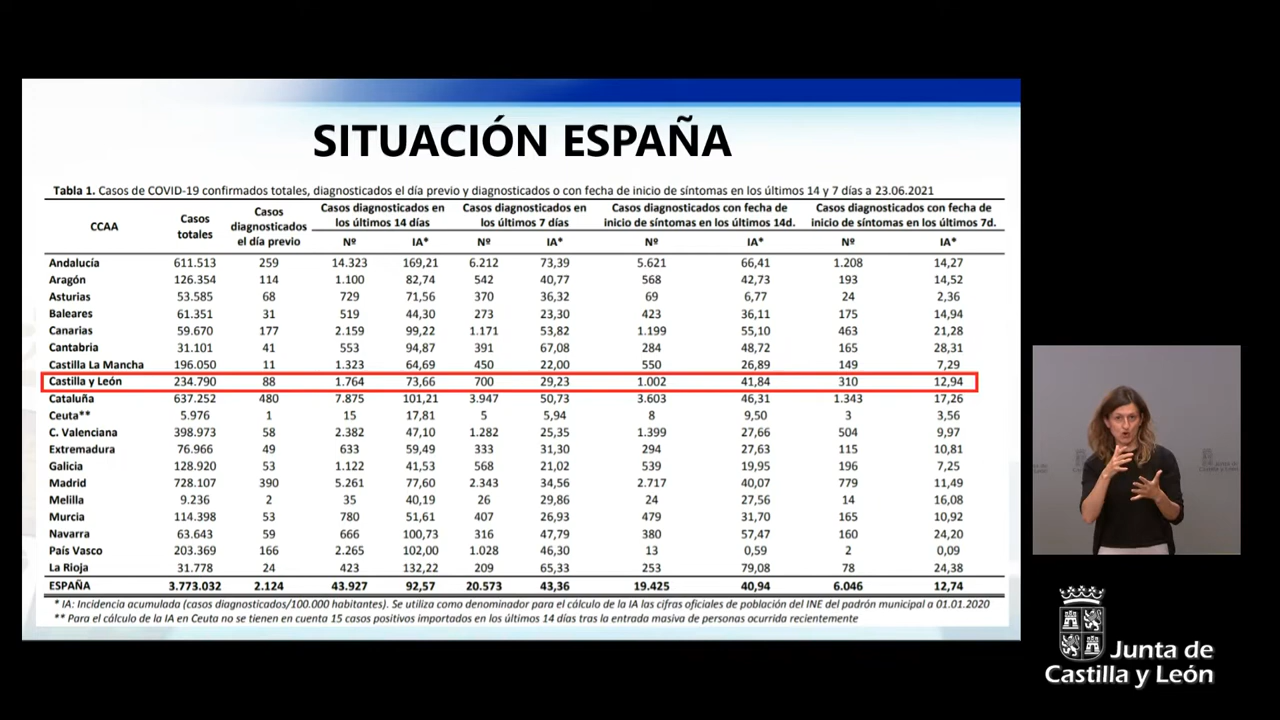 SITUACIÓN ESPAÑA
Tabla 1. Casos de COVID-19 confirmados totales, diagnosticados el día previo y diagnosticados o con fecha de inicio de síntomas en los últimos 14 y 7 días a 23.06.2021
CCAA
Casos totales
Casos diagnosticados el día previo
Casos diagnosticados en los últimos 14 días
Casos diagnosticados en los últimos 7 días
Casos diagnosticados con fecha de inicio de síntomas en los últimos 14d.
Casos diagnosticados con fecha de inicio de síntomas en los últimos 7d.
Nº IA* Nº IA* Nº IA* Nº IA*
Andalucía 611.513 259 14.323 169,21 6.212 73,39 5.621 66,41 1.208 14,27
Aragón 126.354 114 1.100 82,74 542 40,77 568 42,73 193 14,52
Asturias 53.585 68 729 71,56 370 36,32 69 6,77 24 2,36
Baleares 61.351 31 519 44,30 273 23,30 423 36,11 175 14,94
Canarias 59.670 177 2.159 99,22 1.171 53,82 1.199 55,10 463 21,28
Cantabria 31.101 41 553 94,87 391 67,08 284 48,72 165 28,31
Castilla La Mancha 196.050 11 1.323 64,69 450 22,00 550 26,89 149 7,29
Castilla y León 234.790 88 1.764 73,66 700 29,23 1.002 41,84 310 12,94
Cataluña 637.252 480 7.875 101,21 3.947 50,73 3.603 46,31 1.343 17,26
Ceuta** 5.976 1 15 17,81 5 5,94 8 9,50 3 3,56
C. Valenciana 398.973 58 2.382 47,10 1.282 25,35 1.399 27,66 504 9,97
Extremadura 76.966 49 633 59,49 333 31,30 294 27,63 115 10,81
Galicia 128.920 53 1.122 41,53 568 21,02 539 19,95 196 7,25
Madrid 728.107 390 5.261 77,60 2.343 34,56 2.717 40,07 779 11,49
Melilla 9.236 2 35 40,19 26 29,86 24 27,56 14 16,08
Murcia 114.398 53 780 51,61 407 26,93 479 31,70 165 10,92
Navarra 63.643 59 666 100,73 316 47,79 380 57,47 160 24,20
País Vasco 203.369 166 2.265 102,00 1.028 46,30 13 0,59 2 0,09
La Rioja 31.778 24 423 132,22 209 65,33 253 79,08 78 24,38
ESPAÑA 3.773.032 2.124 43.927 92,57 20.573 43,36 19.425 40,94 6.046 12,74
* IA: Incidencia acumulada (casos diagnosticados/100.000 habitantes). Se utiliza como denominador para el cálculo de la IA las cifras oficiales de población del INE del padrón municipal a 01.01.2020
** Para el cálculo de la IA en Ceuta no se tienen en cuenta 15 casos positivos importados en los últimos 14 días tras la entrada masiva de personas ocurrida recientemente
Junta de
Castilla y León